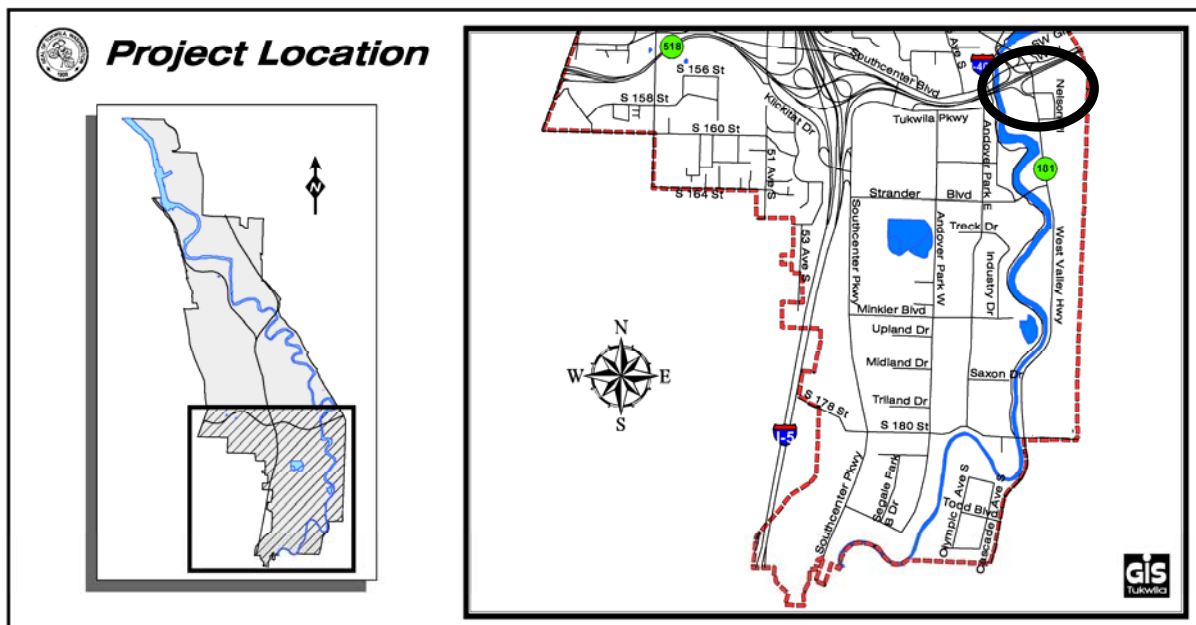 Project Location
N
518
S 156 St
S 158 St
S 160 St
S 164 St
51 Ave S
53 Ave S
Klickitat Dr
Southcenter Blvd
Tukwila Pkwy
Nelson
101
Strander Blvd
Andover Park E
Andover Park W
Southcenter Pkwy
Treck Dr
Industry Dr
West Valley Hwy
Minkler Blvd
Upland Dr
Midland Dr
Saxon Dr
Triland Dr
S 178 St
S 180 St
I-5
Southcenter Pkwy
Segale Park
B Dr
Olympic Ave S
Todd Blvd
Cascade Ave S
N
W
E
S
GIS
Tukwila